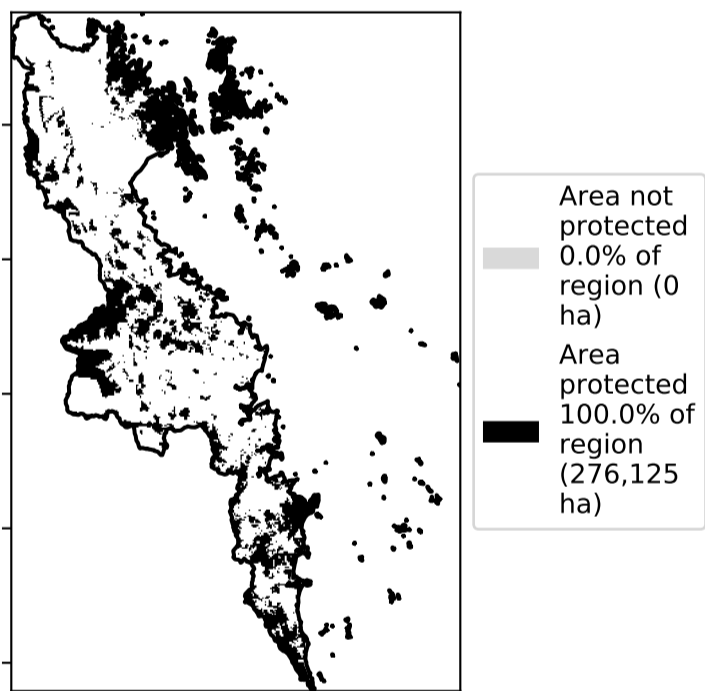 Area not
protected
0.0% of
region (0
ha)
Area
protected
100.0% of
region
(276,125
ha)